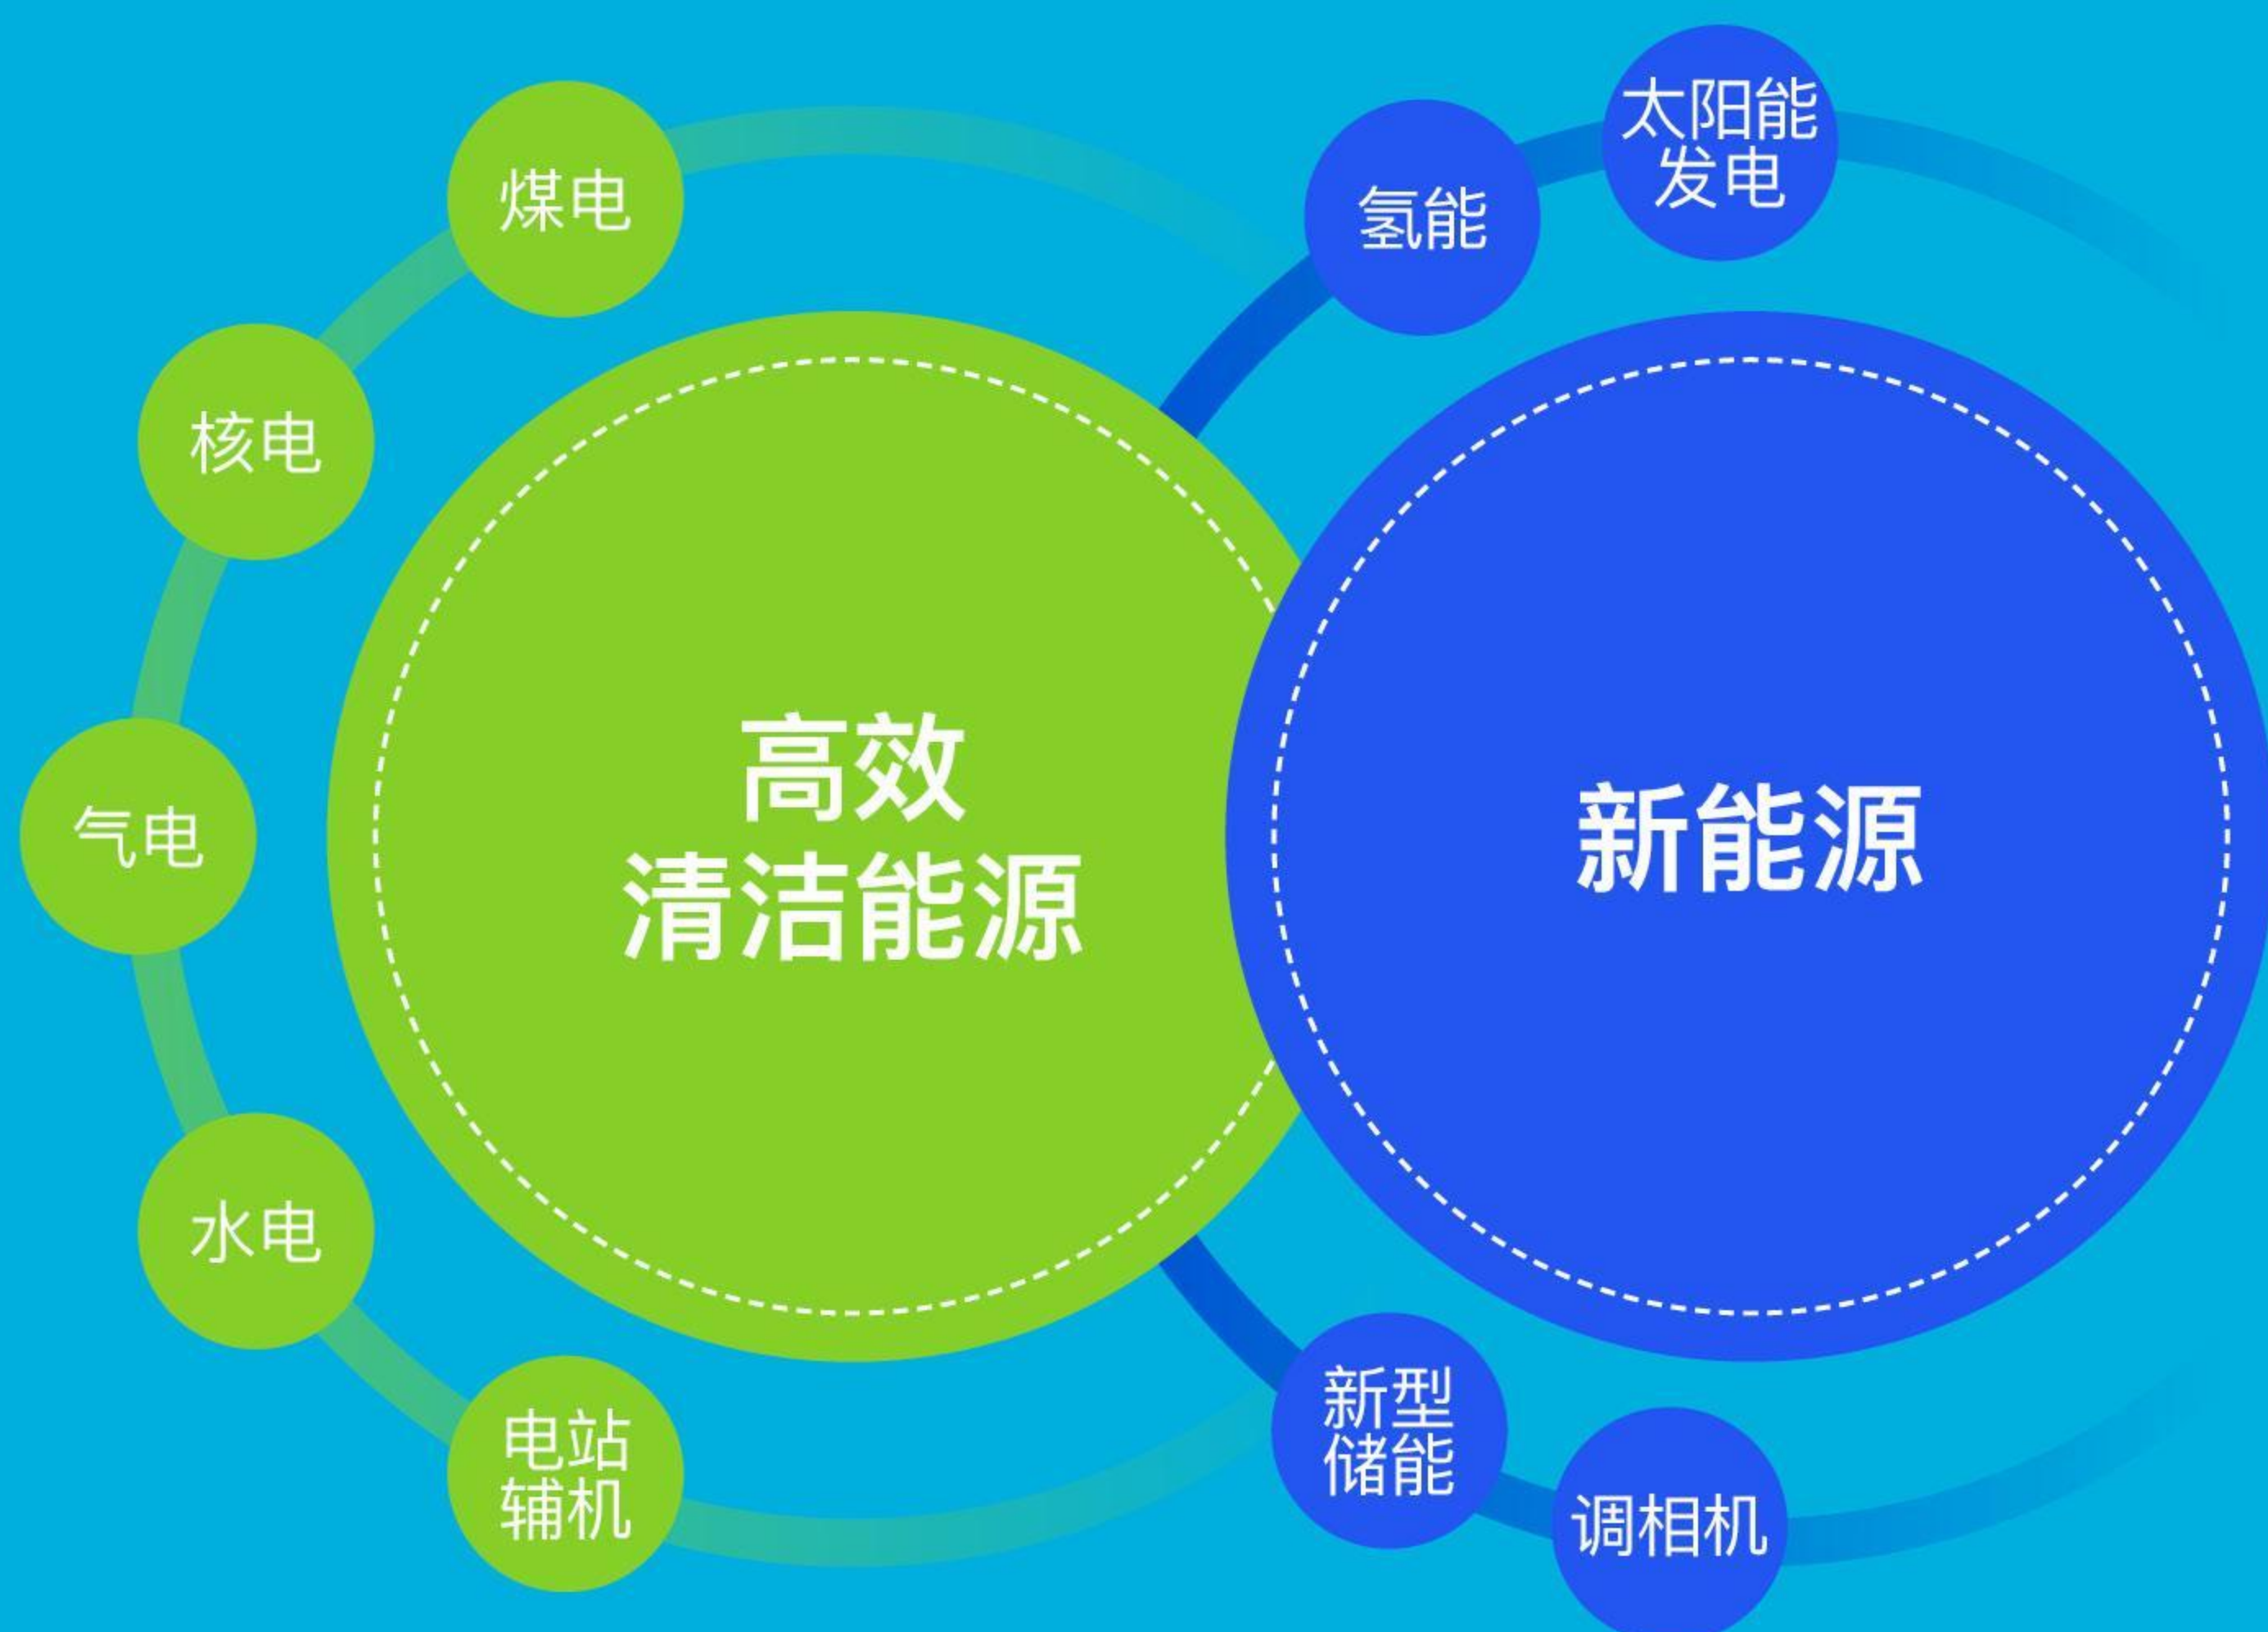 煤电
核电
气电
水电
电站
辅机
高效
清洁能源
氢能
太阳能
发电
新能源
新型
储能
调相机